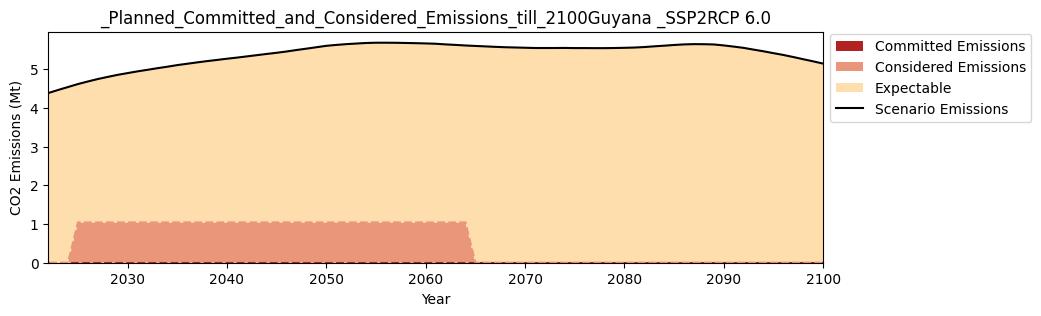 _Planned_Committed_and_Considered_Emissions_till_2100Guyana _SSP2RCP 6.0
Committed Emissions
Considered Emissions
Expectable
Scenario Emissions
CO2 Emissions (Mt)
5
4
3
2
1
0
2030 2040 2050 2060 2070 2080 2090 2100
Year